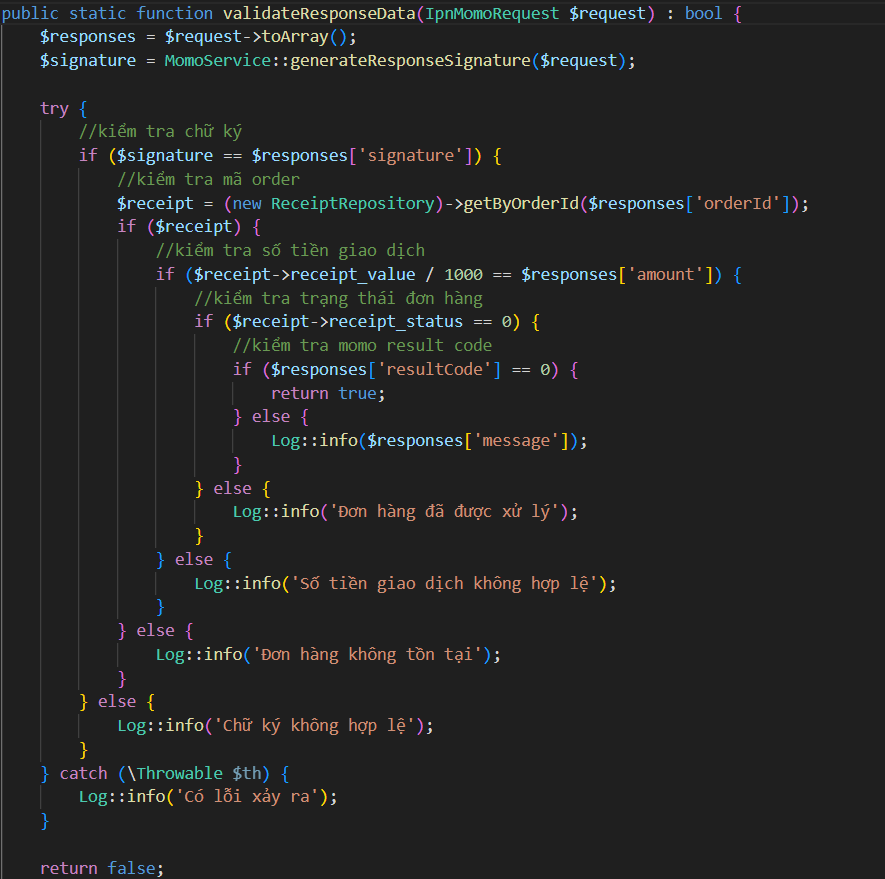 public static function validateResponseData(IpnMomoRequest $request) : bool {
    $responses = $request->toArray();
    $signature = MomoService::generateResponseSignature($request);

    try {
        //kiểm tra chữ ký
        if ($signature == $responses['signature']) {
            //kiểm tra mã order
            $receipt = (new ReceiptRepository)->getByOrderId($responses['orderId']);
            if ($receipt) {
                //kiểm tra số tiền giao dịch
                if ($receipt->receipt_value / 1000 == $responses['amount']) {
                    //kiểm tra trạng thái đơn hàng
                    if ($receipt->receipt_status == 0) {
                        //kiểm tra momo result code
                        if ($responses['resultCode'] == 0) {
                            return true;
                        } else {
                            Log::info($responses['message']);
                        }
                    } else {
                        Log::info('Đơn hàng đã được xử lý');
                    }
                } else {
                    Log::info('Số tiền giao dịch không hợp lệ');
                }
            } else {
                Log::info('Đơn hàng không tồn tại');
            }
        } else {
            Log::info('Chữ ký không hợp lệ');
        }
    } catch (\Throwable $th) {
        Log::info('Có lỗi xảy ra');
    }

    return false;